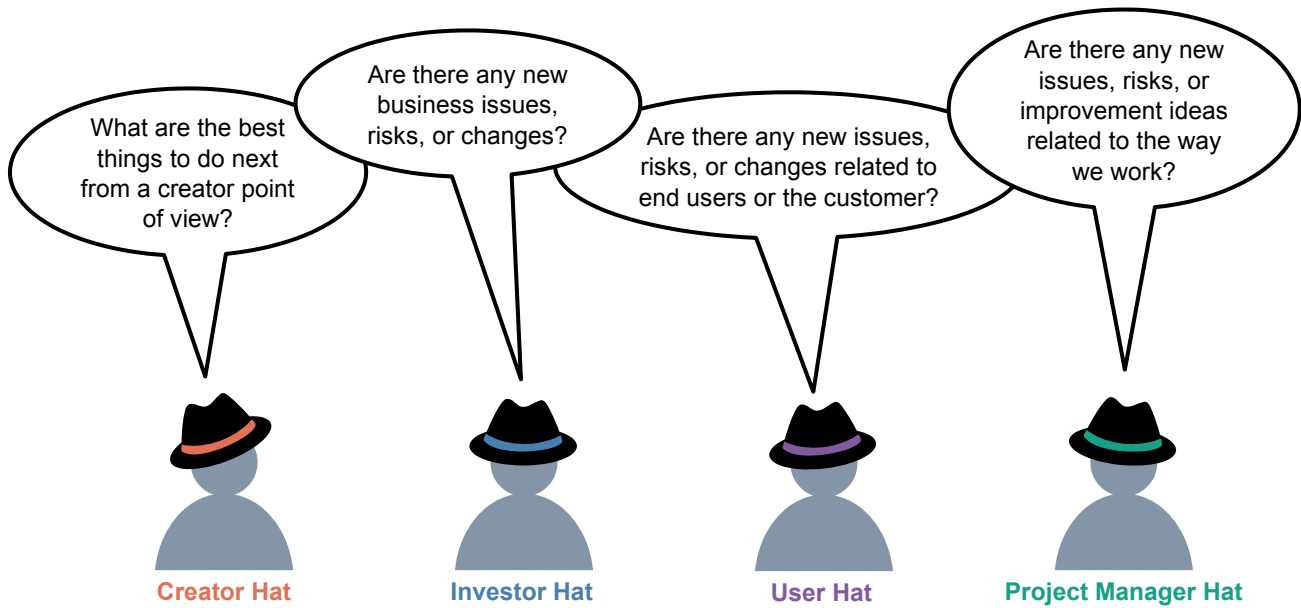 What are the best
things to do next
from a creator point
of view?
Are there any new
business issues,
risks, or changes?
Are there any new issues,
risks, or changes related to
end users or the customer?
Are there any new
issues, risks, or
improvement ideas
related to the way
we work?
Creator Hat
Investor Hat
User Hat
Project Manager Hat